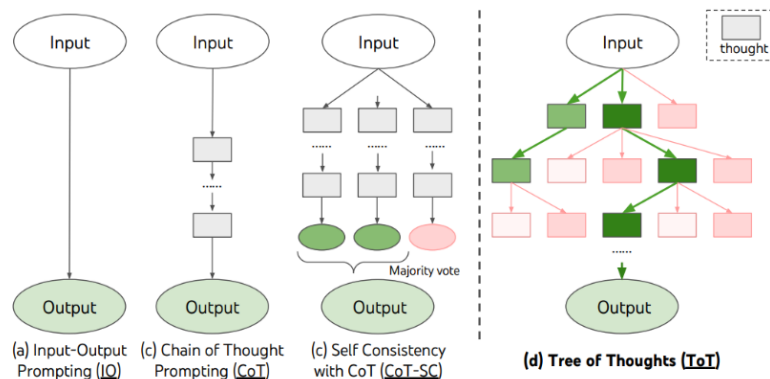 Input
Input
Input
Input
thought
......
......
......
......
......
Majority vote
Output
Output
Output
Output
(a) Input-Output
Prompting (IO)
(c) Chain of Thought
Prompting (CoT)
(c) Self Consistency
with CoT (CoT-SC)
(d) Tree of Thoughts (ToT)